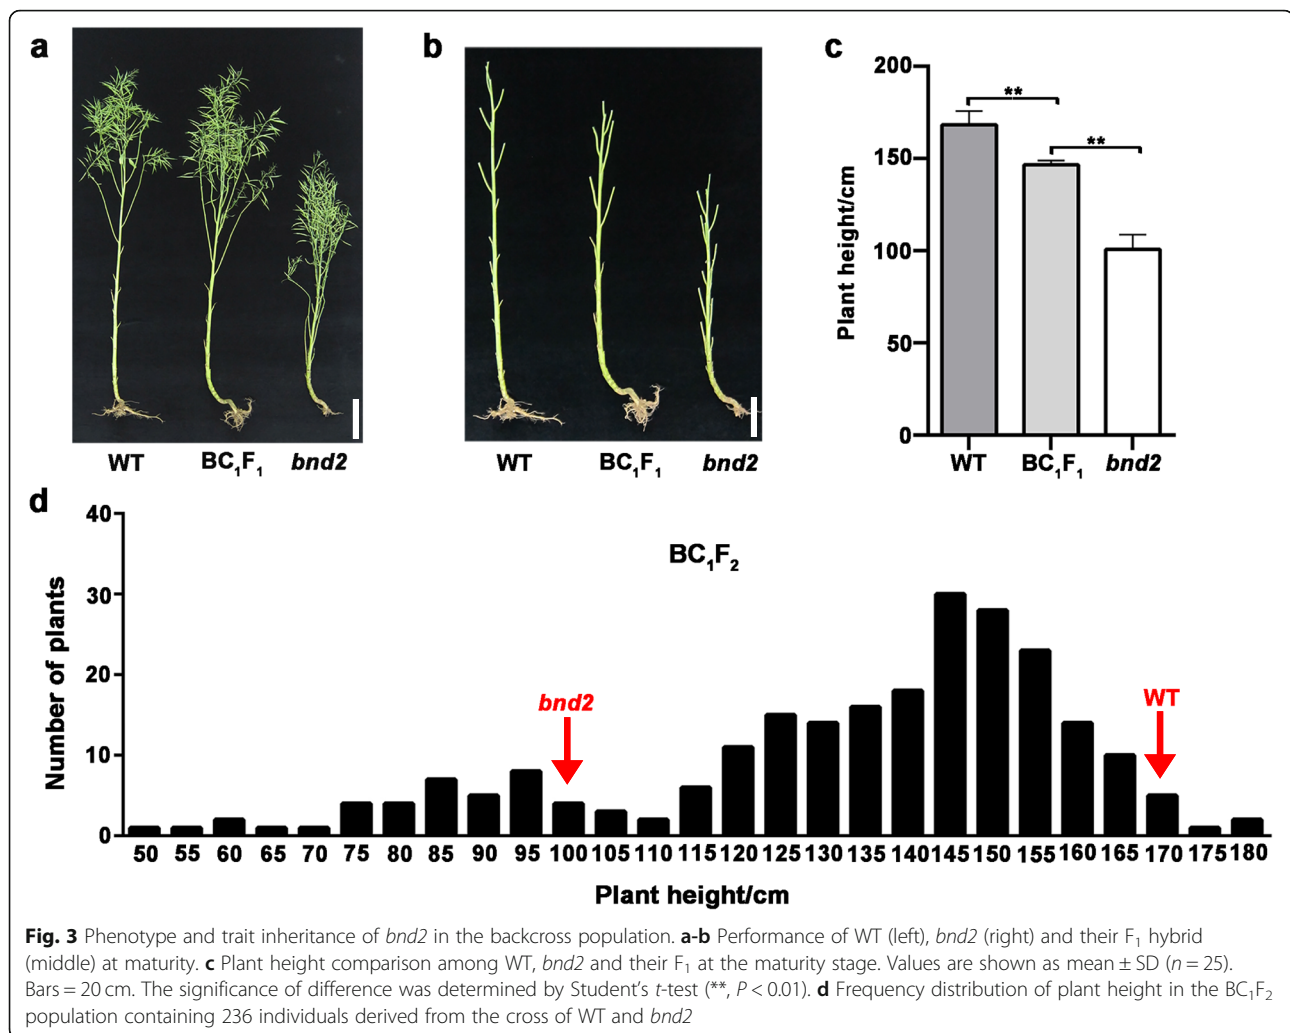 a
b
c
WT BC₁F₁ bnd2
WT BC₁F₁ bnd2
Plant height/cm
200
150
100
50
0
**
**
WT BC₁F₁ bnd2
d
BC₁F₂
Number of plants
40
30
20
10
0
bnd2
WT
50 55 60 65 70 75 80 85 90 95 100 105 110 115 120 125 130 135 140 145 150 155 160 165 170 175 180
Plant height/cm
Fig. 3 Phenotype and trait inheritance of bnd2 in the backcross population. a-b Performance of WT (left), bnd2 (right) and their F₁ hybrid
(middle) at maturity. c Plant height comparison among WT, bnd2 and their F₁ at the maturity stage. Values are shown as mean ± SD (n = 25).
Bars = 20 cm. The significance of difference was determined by Student's t-test (**, P < 0.01). d Frequency distribution of plant height in the BC₁F₂
population containing 236 individuals derived from the cross of WT and bnd2